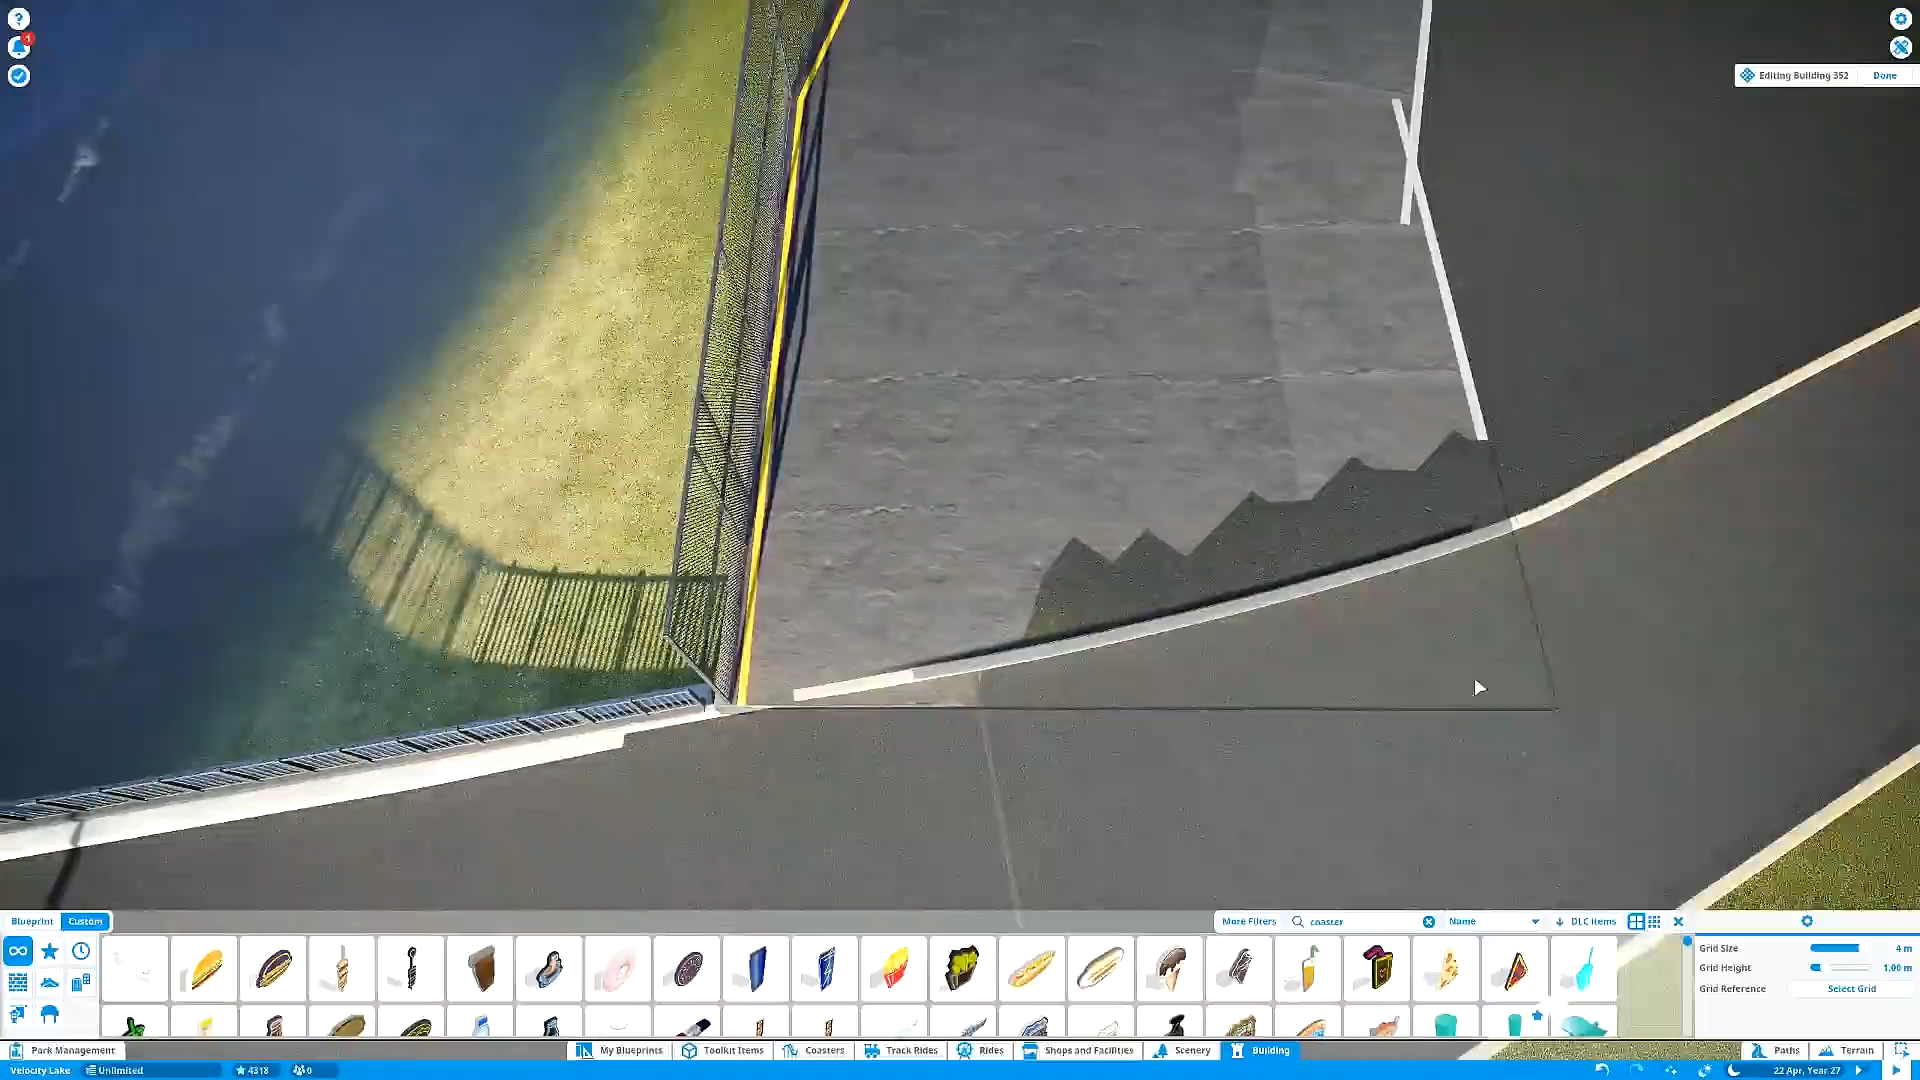 ?
1
Editing Building 352 Done
Blueprint Custom
More Filters coaster Name DLC Items
Grid Size 4 m
Grid Height 1.00 m
Grid Reference Select Grid
Park Management My Blueprints Toolkit Items Coasters Track Rides Rides Shops and Facilities Scenery Building Paths Terrain
Velocity Lake Unlimited 4318 0 22 Apr, Year 27